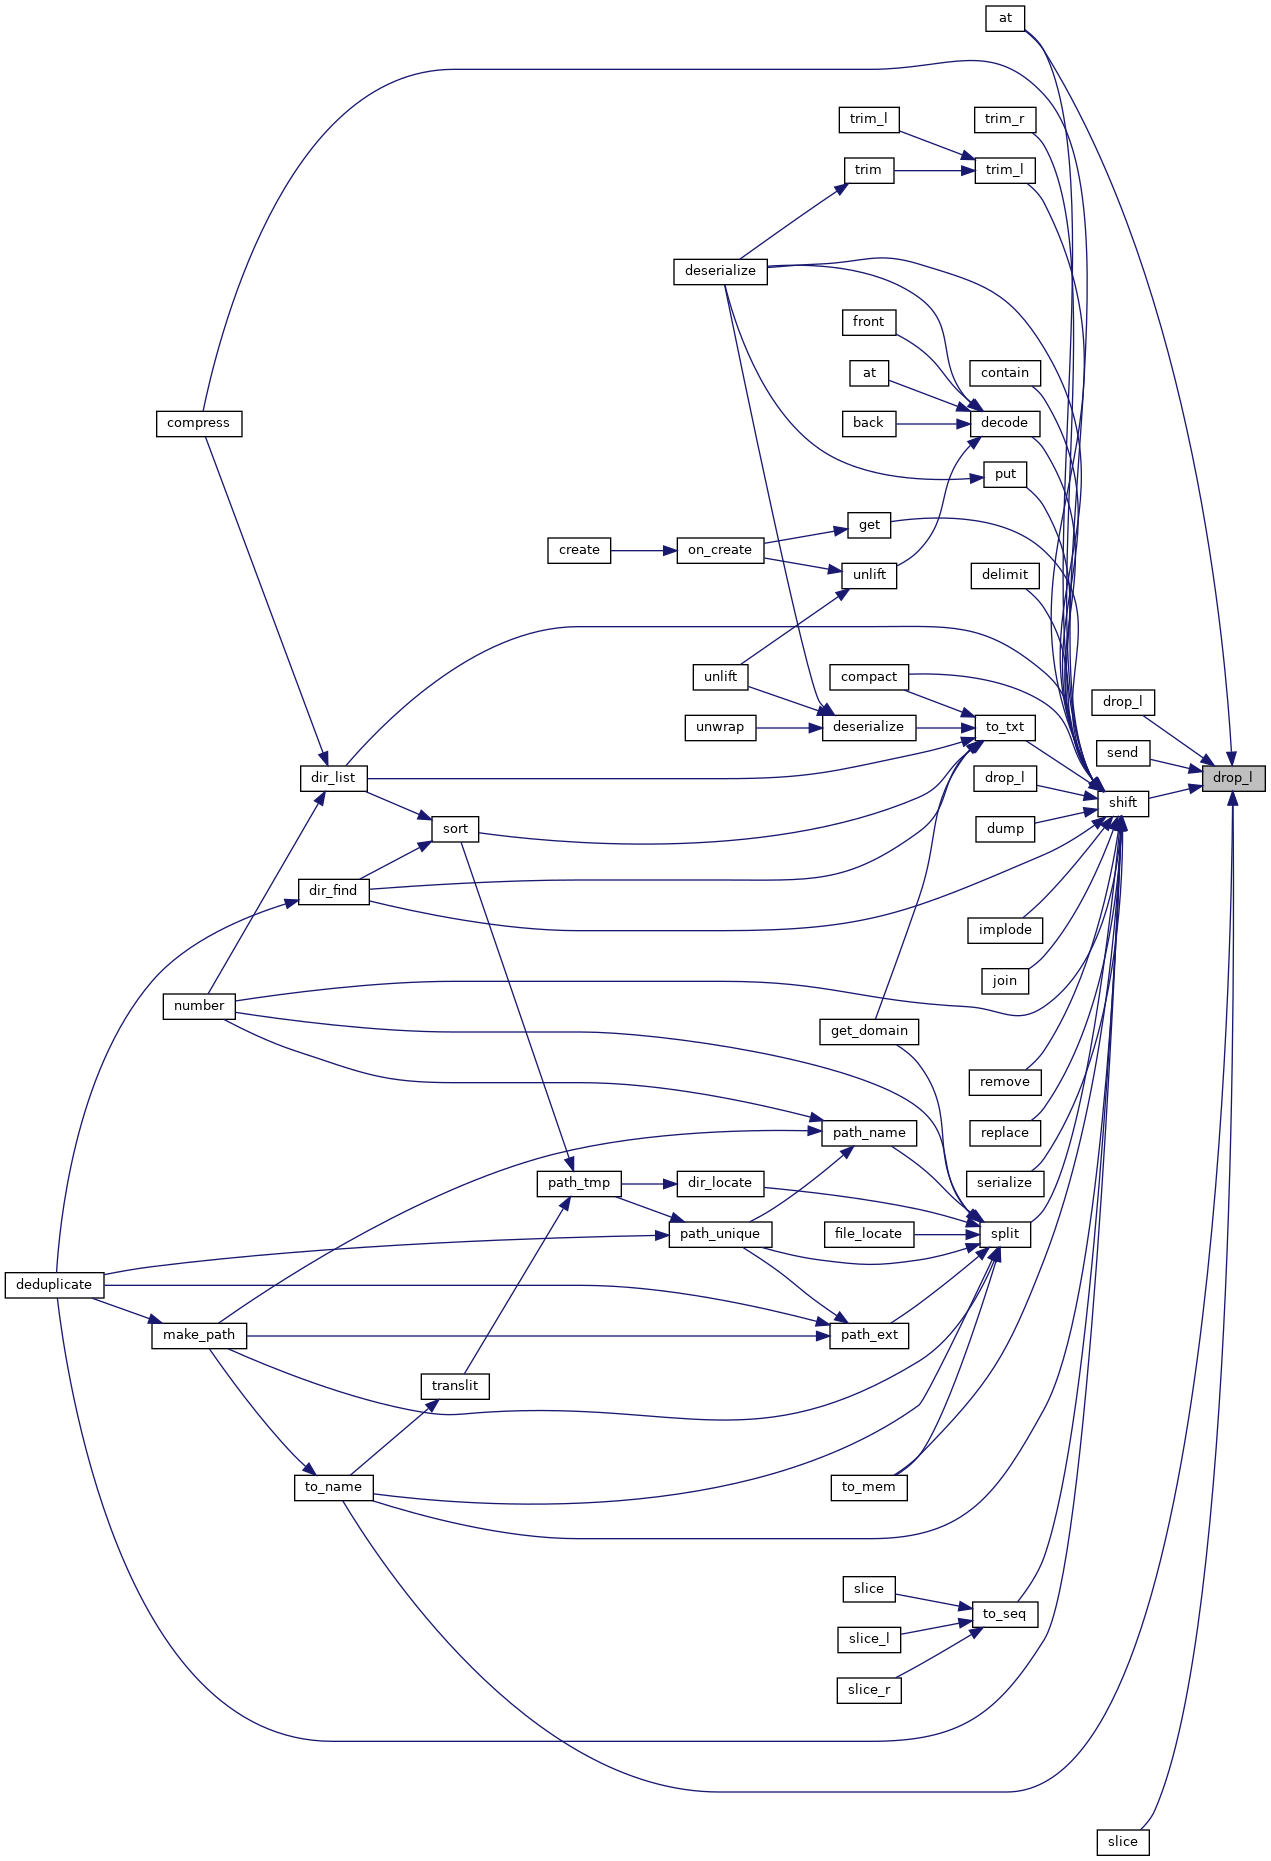 at
trim_l
trim_r
trim
trim_l
deserialize
front
at
contain
compress
back
decode
put
get
create
on_create
unlift
delimit
unlift
compact
drop_l
unwrap
deserialize
to_txt
send
dir_list
drop_l
drop_l
shift
sort
dump
dir_find
implode
join
number
get_domain
remove
path_name
replace
path_tmp
dir_locate
serialize
path_unique
file_locate
split
deduplicate
make_path
path_ext
translit
to_name
to_mem
slice
to_seq
slice_l
slice_r
slice